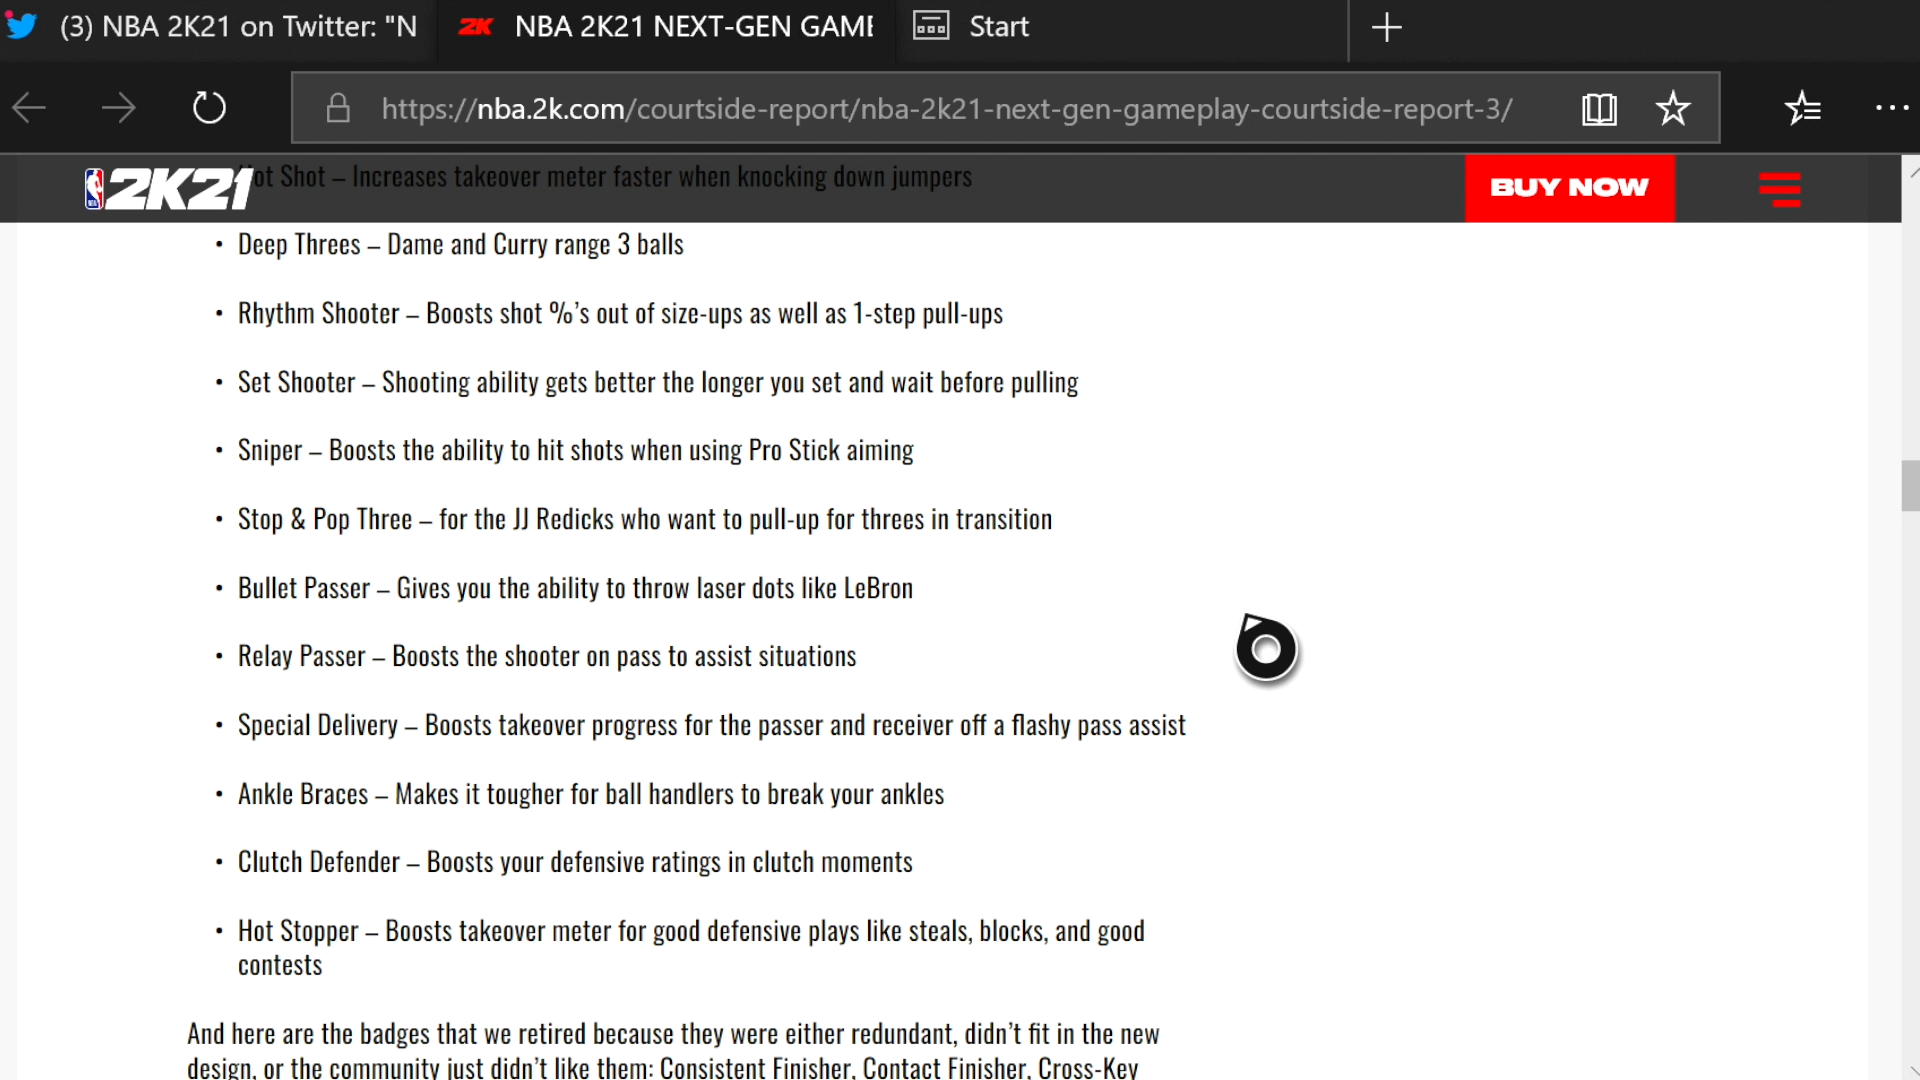 (3) NBA 2K21 on Twitter: "N
2K NBA 2K21 NEXT-GEN GAME
Start
https://nba.2k.com/courtside-report/nba-2k21-next-gen-gameplay-courtside-report-3/
2K21
BUY NOW
Hot Shot – Increases takeover meter faster when knocking down jumpers
• Deep Threes – Dame and Curry range 3 balls
• Rhythm Shooter – Boosts shot %’s out of size-ups as well as 1-step pull-ups
• Set Shooter – Shooting ability gets better the longer you set and wait before pulling
• Sniper – Boosts the ability to hit shots when using Pro Stick aiming
• Stop & Pop Three – for the JJ Redicks who want to pull-up for threes in transition
• Bullet Passer – Gives you the ability to throw laser dots like LeBron
• Relay Passer – Boosts the shooter on pass to assist situations
• Special Delivery – Boosts takeover progress for the passer and receiver off a flashy pass assist
• Ankle Braces – Makes it tougher for ball handlers to break your ankles
• Clutch Defender – Boosts your defensive ratings in clutch moments
• Hot Stopper – Boosts takeover meter for good defensive plays like steals, blocks, and good
contests
And here are the badges that we retired because they were either redundant, didn’t fit in the new
design, or the community just didn’t like them: Consistent Finisher, Contact Finisher, Cross-Key